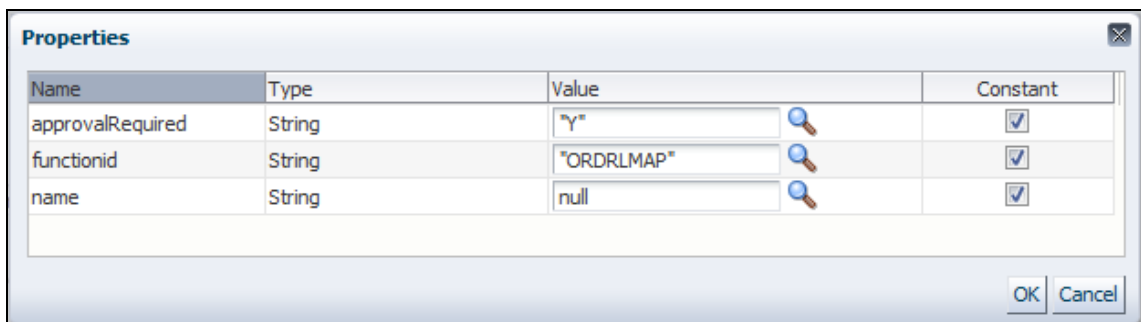 Properties
Name Type Value Constant
approvalRequired String "Y"
functionid String "ORDRLMAP"
name String null
OK Cancel